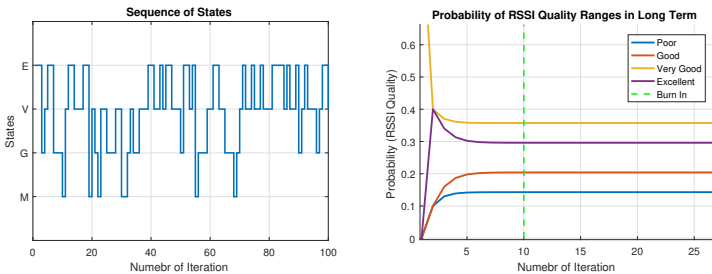 Sequence of States
E
V
G
M
States
0
20
40
60
80
100
Numebr of Iteration
Probability of RSSI Quality Ranges in Long Term
0.6
0.5
0.4
0.3
0.2
0.1
0
Probability (RSSI Quality)
Poor
Good
Very Good
Excellent
Burn In
5
10
15
20
25
Numebr of Iteration